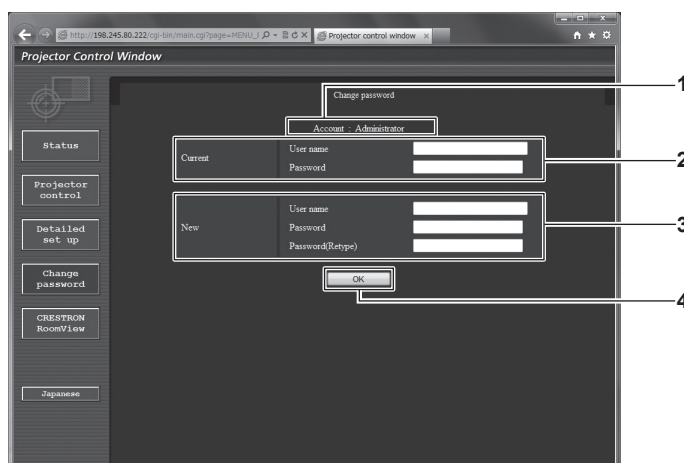 http://198.245.80.222/cgi-bin/main.cgi?page=MENU_
Projector control window
Projector Control Window
Change password
1
Account : Administrator
Status
Current
User name
Password
2
Projector
control
New
User name
Password
Password(Retype)
3
Detailed
set up
OK
4
Change
password
CRESTRON
RoomView
Japanese